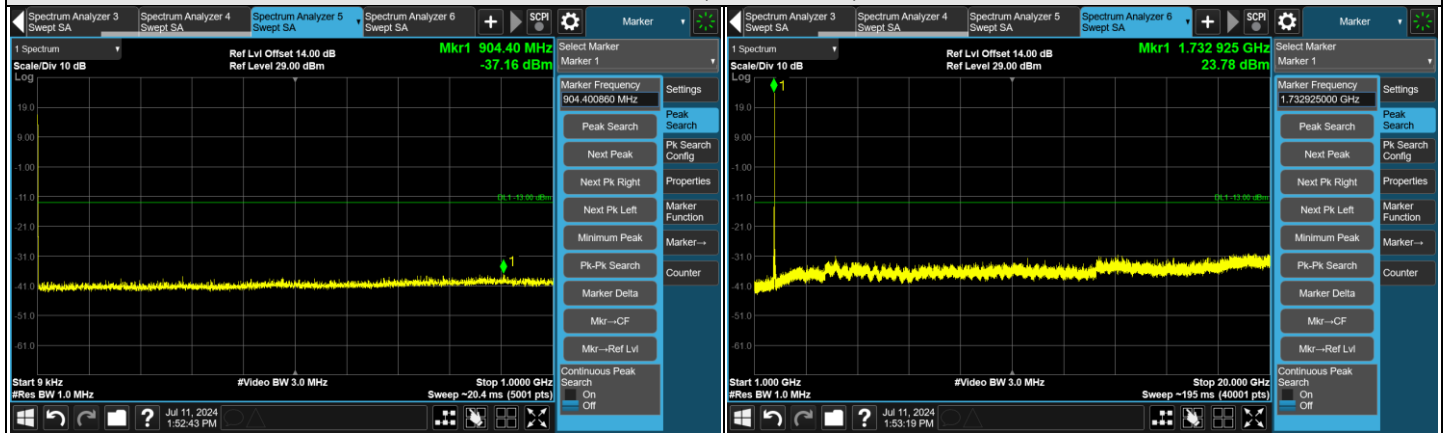 Spectrum Analyzer 3
Swept SA
Spectrum Analyzer 4
Swept SA
Spectrum Analyzer 5
Swept SA
Spectrum Analyzer 6
Swept SA
SCPI
Marker
1 Spectrum
Scale/Div 10 dB
Log
Ref Lvl Offset 14.00 dB
Ref Level 29.00 dBm
Mkr1 904.40 MHz
-37.16 dBm
19.0
9.00
-1.00
-11.0
-21.0
-31.0
-41.0
-51.0
-61.0
DL1 -13.00 dBm
1
Start 9 kHz
#Res BW 1.0 MHz
#Video BW 3.0 MHz
Stop 1.0000 GHz
Sweep ~20.4 ms (5001 pts)
Select Marker
Marker 1
Marker Frequency
904.400860 MHz
Peak Search
Next Peak
Next Pk Right
Next Pk Left
Minimum Peak
Pk-Pk Search
Marker Delta
Mkr→CF
Mkr→Ref Lvl
Continuous Peak
Search
On
Off
Settings
Peak
Search
Pk Search
Config
Properties
Marker
Function
Marker→
Counter
?
Jul 11, 2024
1:52:43 PM
Spectrum Analyzer 3
Swept SA
Spectrum Analyzer 4
Swept SA
Spectrum Analyzer 5
Swept SA
Spectrum Analyzer 6
Swept SA
SCPI
Marker
1 Spectrum
Scale/Div 10 dB
Log
Ref Lvl Offset 14.00 dB
Ref Level 29.00 dBm
Mkr1 1.732 925 GHz
23.78 dBm
1
19.0
9.00
-1.00
-11.0
-21.0
-31.0
-41.0
-51.0
-61.0
DL1 -13.00 dBm
Start 1.000 GHz
#Res BW 1.0 MHz
#Video BW 3.0 MHz
Stop 20.000 GHz
Sweep ~195 ms (40001 pts)
Select Marker
Marker 1
Marker Frequency
1.732925000 GHz
Peak Search
Next Peak
Next Pk Right
Next Pk Left
Minimum Peak
Pk-Pk Search
Marker Delta
Mkr→CF
Mkr→Ref Lvl
Continuous Peak
Search
On
Off
Settings
Peak
Search
Pk Search
Config
Properties
Marker
Function
Marker→
Counter
?
Jul 11, 2024
1:53:19 PM